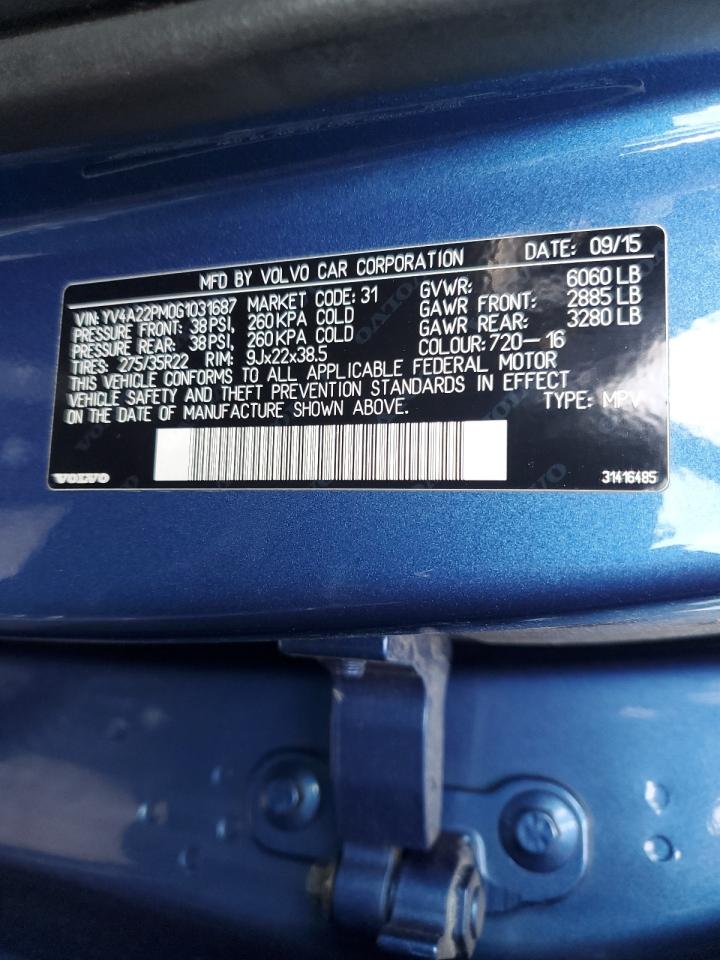 MFD BY VOLVO CAR CORPORATION DATE: 09/15
VIN: YV4A22PM0G1031687 MARKET CODE: 31 GVWR: 6060 LB
PRESSURE FRONT: 38 PSI, 260 KPA COLD GAWR FRONT: 2885 LB
PRESSURE REAR: 38 PSI, 260 KPA COLD GAWR REAR: 3280 LB
TIRES: 275/35R22 RIM: 9Jx22x38.5 COLOUR: 720-16
THIS VEHICLE CONFORMS TO ALL APPLICABLE FEDERAL MOTOR
VEHICLE SAFETY AND THEFT PREVENTION STANDARDS IN EFFECT
ON THE DATE OF MANUFACTURE SHOWN ABOVE. TYPE: MPV
VOLVO 31416485